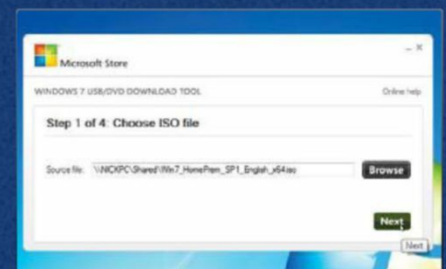 Microsoft Store
WINDOWS 7 USB/DVD DOWNLOAD TOOL
Online help
Step 1 of 4: Choose ISO file
Source file: \\NICKPC\Shared\Win7_HomePrem_SP1_English_x64.iso
Browse
Next
Next